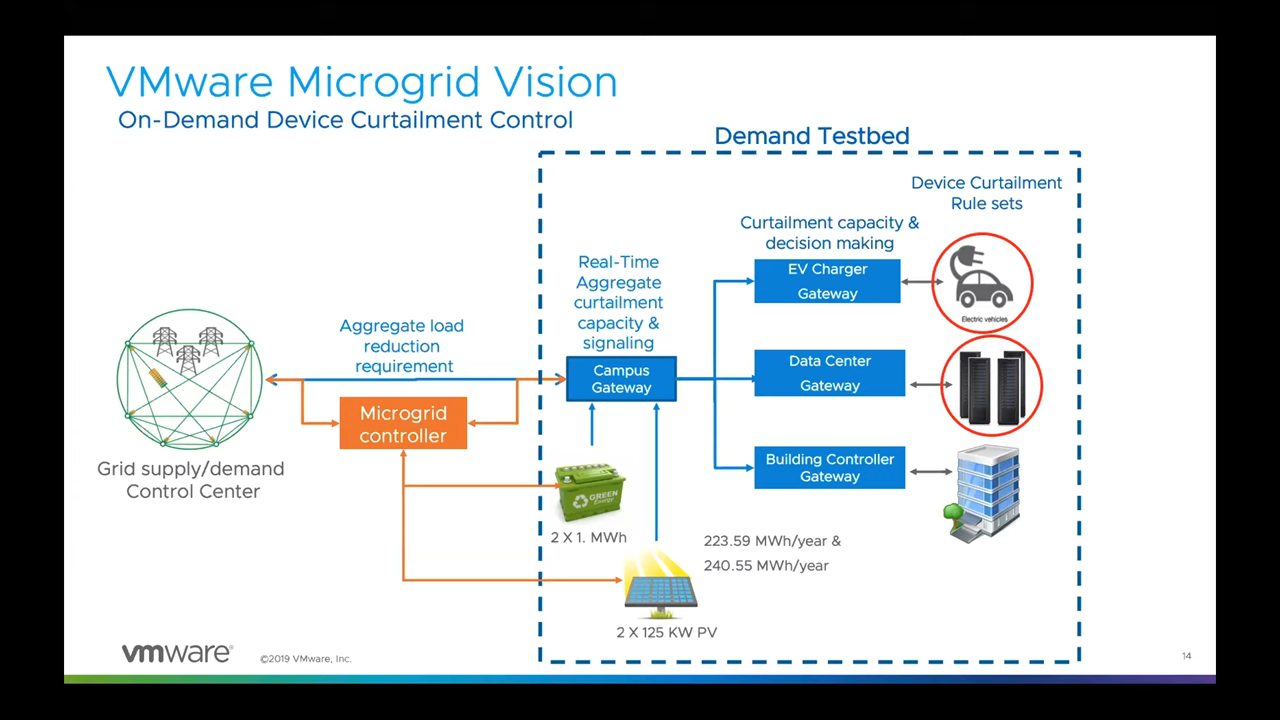 VMware Microgrid Vision
On-Demand Device Curtailment Control
Demand Testbed
Device Curtailment
Rule sets
Curtailment capacity &
decision making
Real-Time
Aggregate
curtailment
capacity &
signaling
EV Charger
Gateway
Electric vehicles
Aggregate load
reduction
requirement
Campus
Gateway
Data Center
Gateway
Microgrid
controller
Grid supply/demand
Control Center
Building Controller
Gateway
GREEN
Energy
2 X 1. MWh
223.59 MWh/year &
240.55 MWh/year
2 X 125 KW PV
vmware®
©2019 VMware, Inc.
14